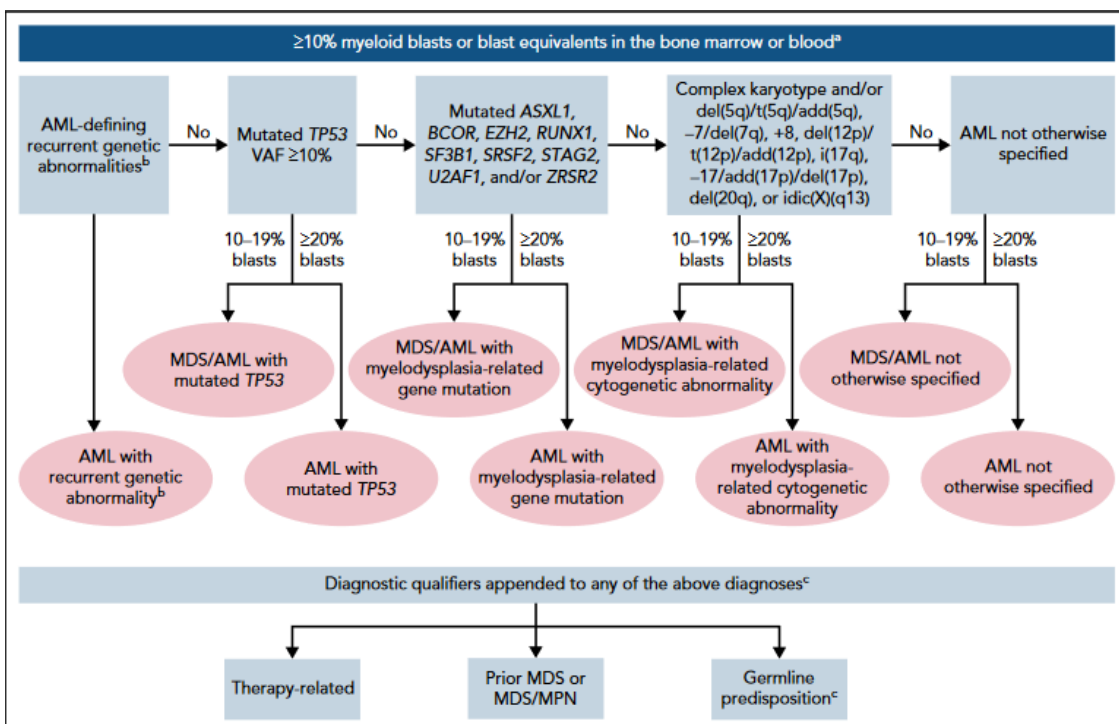 ≥10% myeloid blasts or blast equivalents in the bone marrow or bloodᵃ
AML-defining
recurrent genetic
abnormalitiesᵇ
No
Mutated TP53
VAF ≥10%
No
Mutated ASXL1,
BCOR, EZH2, RUNX1,
SF3B1, SRSF2, STAG2,
U2AF1, and/or ZRSR2
No
Complex karyotype and/or
del(5q)/t(5q)/add(5q),
–7/del(7q), +8, del(12p)/
t(12p)/add(12p), i(17q),
–17/add(17p)/del(17p),
del(20q), or idic(X)(q13)
No
AML not otherwise
specified
10–19%
blasts
≥20%
blasts
10–19%
blasts
≥20%
blasts
10–19%
blasts
≥20%
blasts
10–19%
blasts
≥20%
blasts
MDS/AML with
mutated TP53
MDS/AML with
myelodysplasia-related
gene mutation
MDS/AML with
myelodysplasia-related
cytogenetic
abnormality
MDS/AML not
otherwise specified
AML with
recurrent genetic
abnormalityᵇ
AML with
mutated TP53
AML with
myelodysplasia-related
gene mutation
AML with
myelodysplasia-
related cytogenetic
abnormality
AML not
otherwise specified
Diagnostic qualifiers appended to any of the above diagnosesᶜ
Therapy-related
Prior MDS or
MDS/MPN
Germline
predispositionᶜ